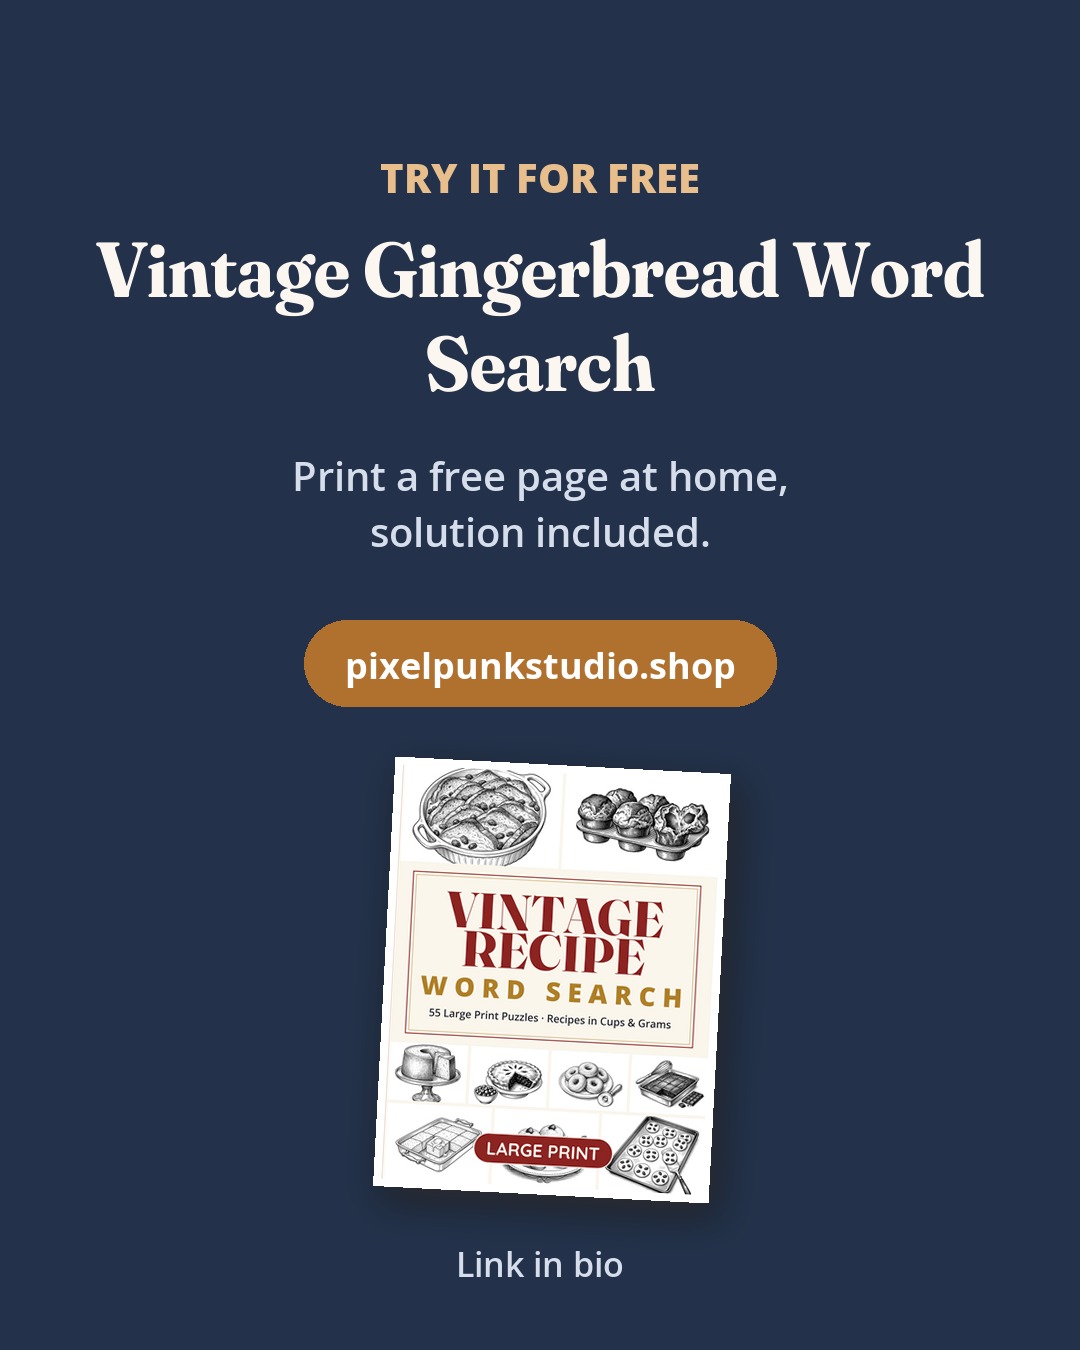 TRY IT FOR FREE
Vintage Gingerbread Word
Search
Print a free page at home,
solution included.
pixelpunkstudio.shop
VINTAGE
RECIPE
WORD SEARCH
55 Large Print Puzzles · Recipes in Cups & Grams
LARGE PRINT
Link in bio